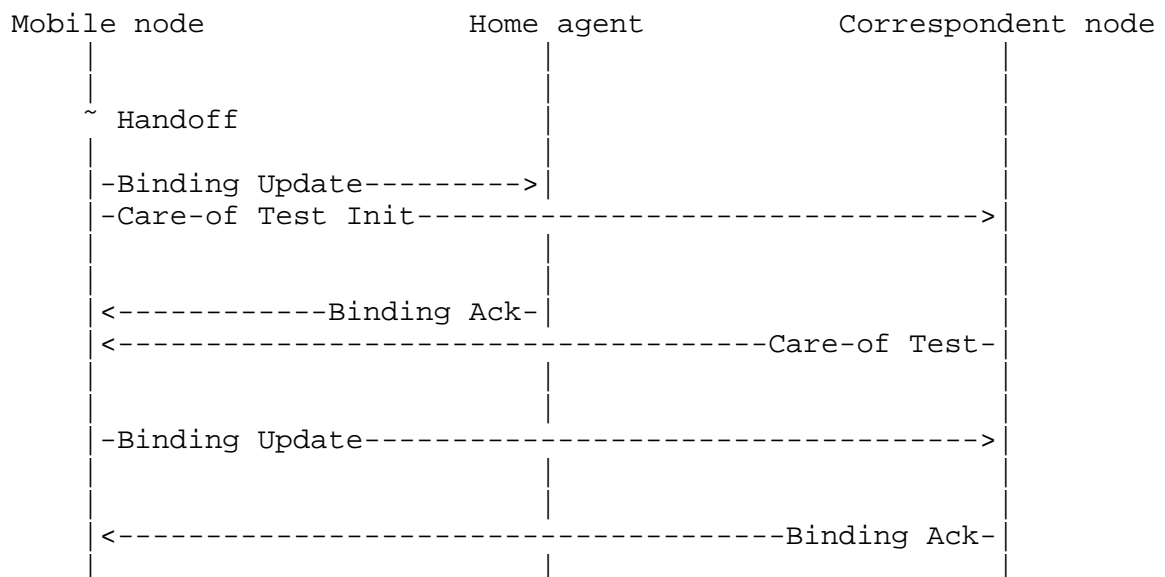 Mobile node Home agent Correspondent node
~ Handoff
-Binding Update--------->
-Care-of Test Init-------------------------------->
<------------Binding Ack-
<-------------------------------------Care-of Test-
-Binding Update----------------------------------->
<--------------------------------------Binding Ack-